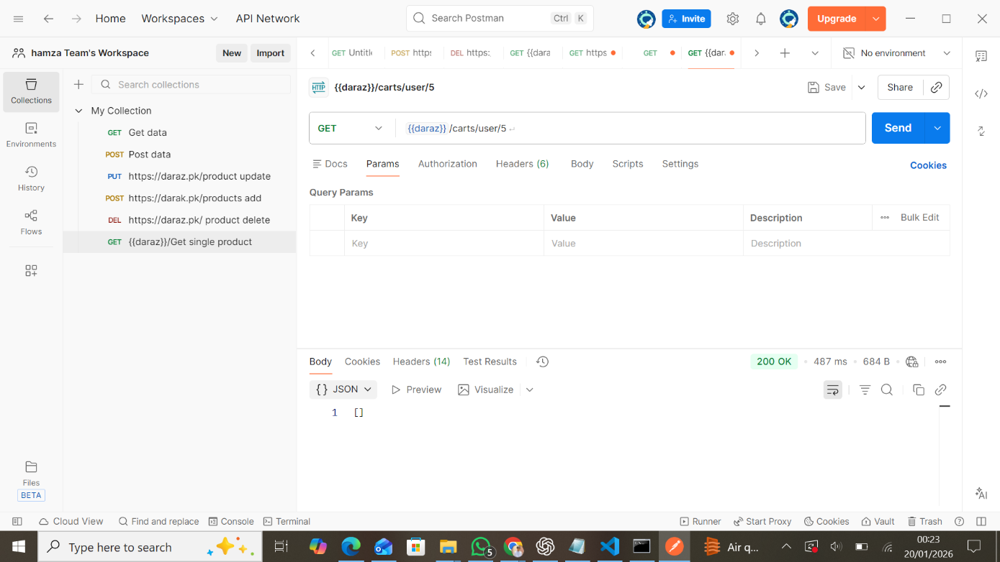 Home
Workspaces
API Network
Search Postman
Ctrl
K
Invite
Upgrade
hamza Team's Workspace
New
Import
GET Untitle
POST https
DEL https:
GET {{dara
GET https
GET
GET {{dar
No environment
Collections
Environments
History
Flows
Files
BETA
Search collections
My Collection
GET Get data
POST Post data
PUT https://daraz.pk/product update
POST https://darak.pk/products add
DEL https://daraz.pk/ product delete
GET {{daraz}}/Get single product
HTTP {{daraz}}/carts/user/5
Save
Share
GET
{{daraz}} /carts/user/5
Send
Docs
Params
Authorization
Headers (6)
Body
Scripts
Settings
Cookies
Query Params
Key
Value
Description
Bulk Edit
Key
Value
Description
Body
Cookies
Headers (14)
Test Results
200 OK
487 ms
684 B
{ } JSON
Preview
Visualize
1 []
AI
Cloud View
Find and replace
Console
Terminal
Runner
Start Proxy
Cookies
Vault
Trash
Type here to search
5
Air q...
00:23
20/01/2026